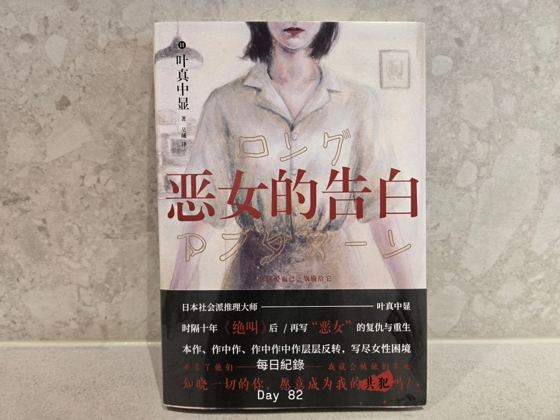 日
叶真中显
著
译
ロング
恶女的告白
アフタヌーン
日本社会派推理大师 —— 叶真中显
时隔十年《绝叫》后 / 再写“恶女”的复仇与重生
本作、作中作、作中作中作层层反转，写尽女性困境
每日紀錄
知晓一切的你，愿意成为我的共犯吗？
Day 82